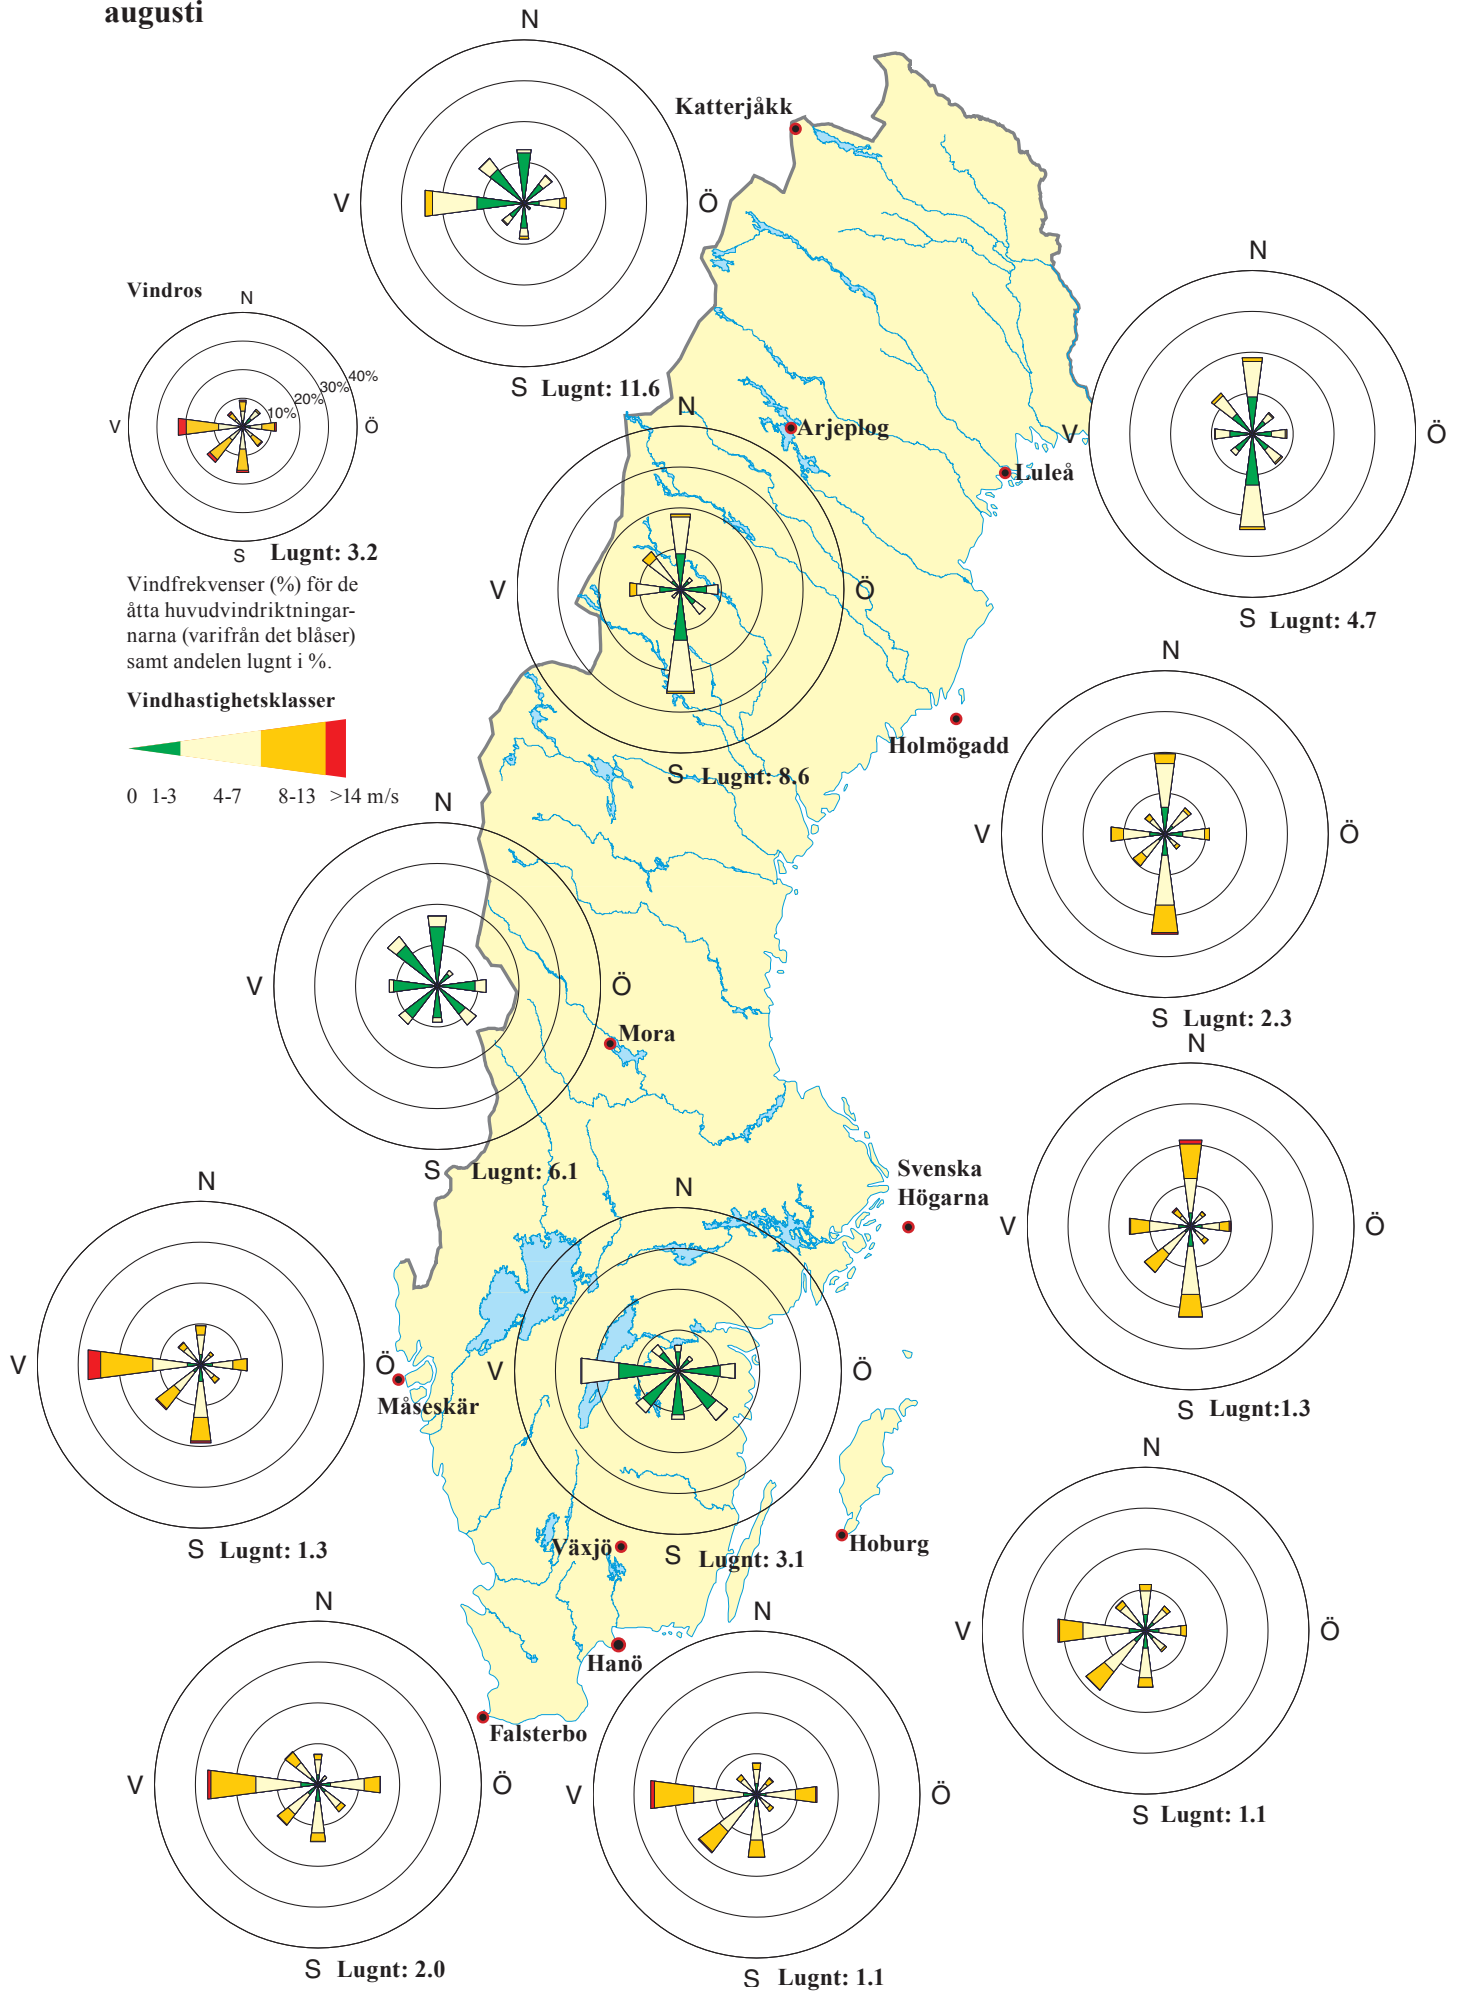 augusti
N
V
Ö
S Lugnt: 11.6
Katterjåkk
Vindros
N
V
Ö
S
10%
20%
30%
40%
Lugnt: 3.2
Vindfrekvenser (%) för de
åtta huvudvindriktningar-
narna (varifrån det blåser)
samt andelen lugnt i %.
Vindhastighetsklasser
0 1-3 4-7 8-13 >14 m/s
N
V
Ö
S Lugnt: 4.7
Arjeplog
Luleå
N
V
Ö
S Lugnt: 8.6
Holmögadd
N
V
Ö
S Lugnt: 2.3
N
V
Ö
S Lugnt: 6.1
Mora
Svenska
Högarna
N
V
Ö
S Lugnt:1.3
N
V
Ö
S Lugnt: 1.3
Måseskär
N
V
Ö
S Lugnt: 3.1
Växjö
Hoburg
N
V
Ö
S Lugnt: 1.1
Hanö
Falsterbo
N
V
Ö
S Lugnt: 2.0
N
V
Ö
S Lugnt: 1.1